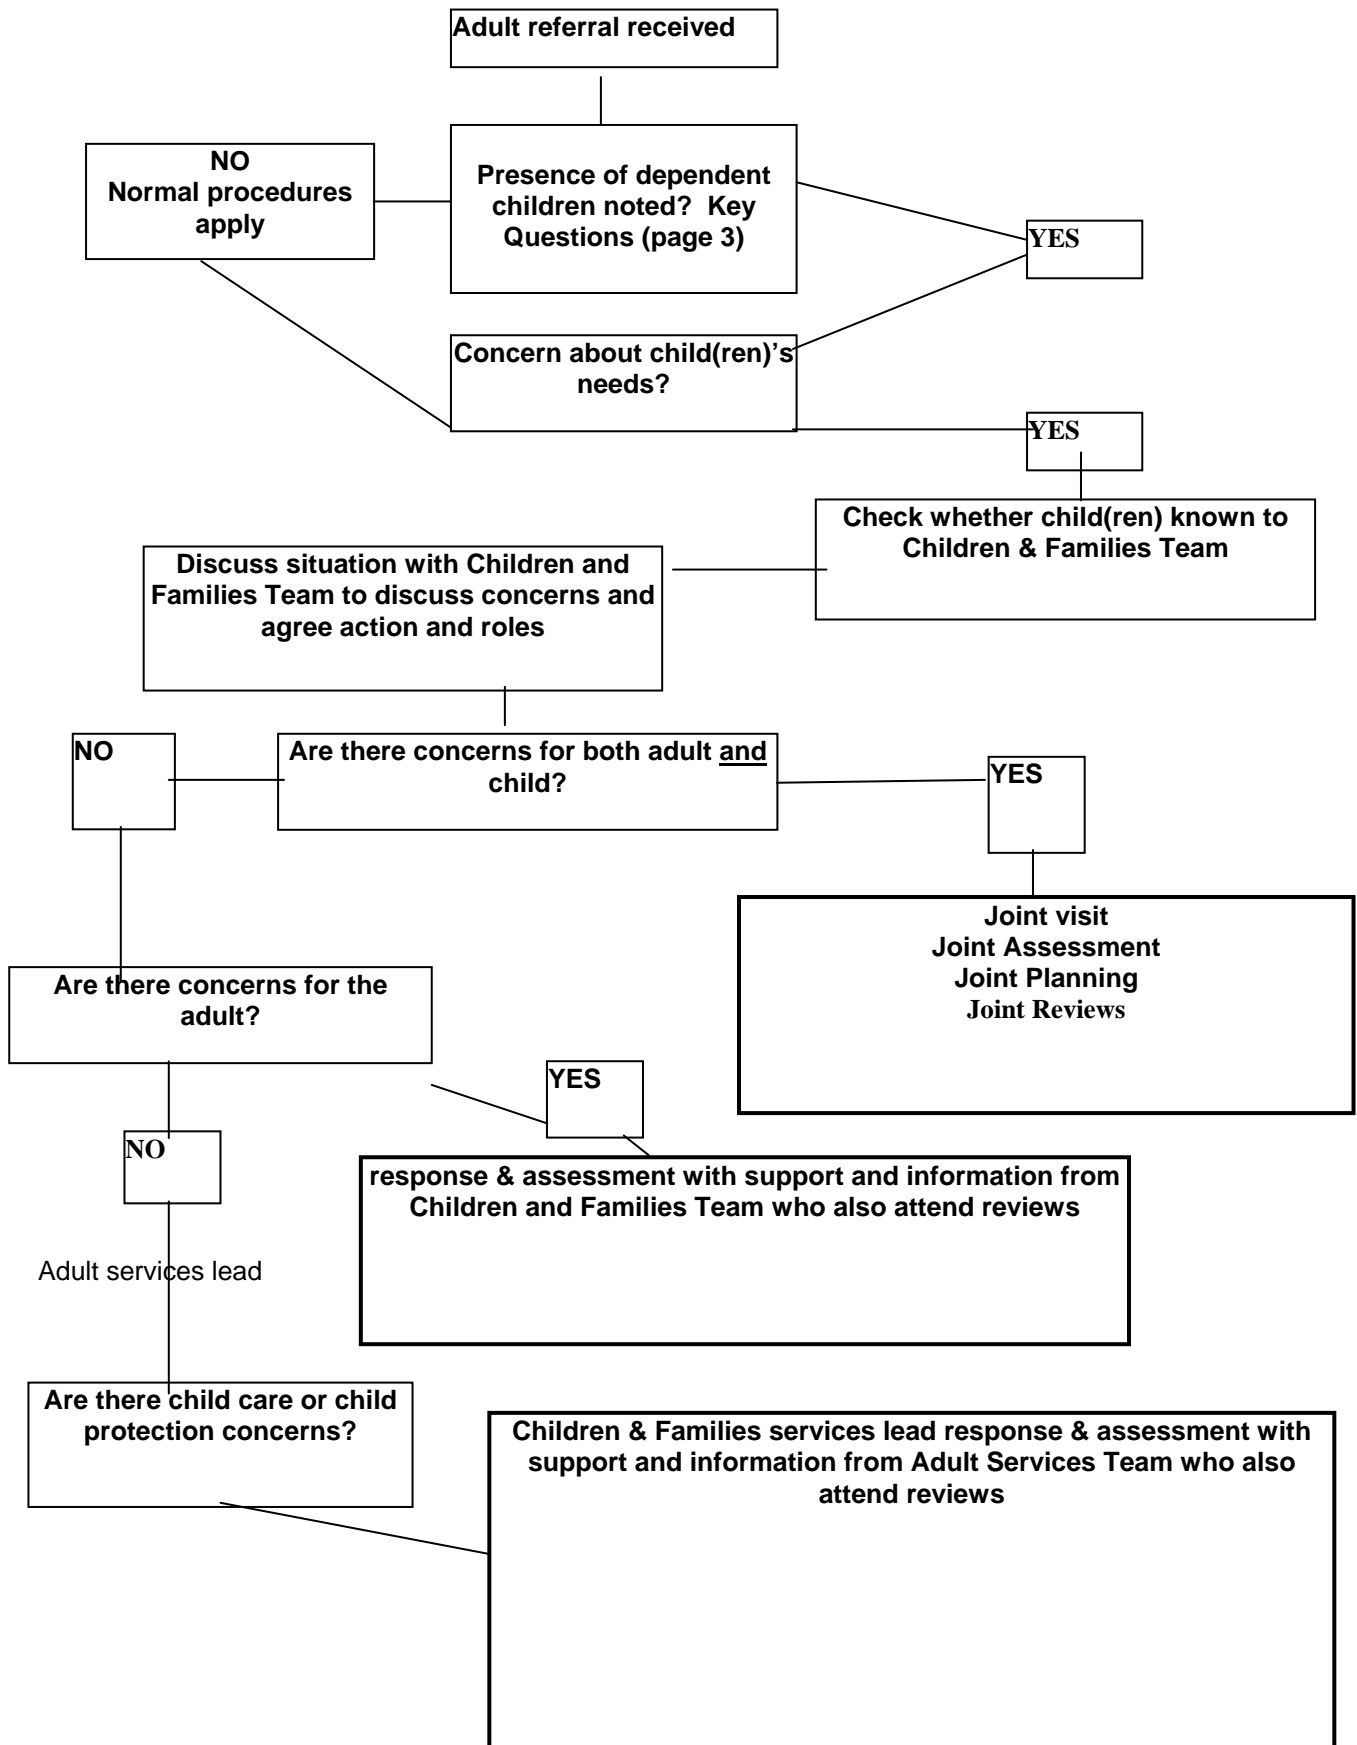 Adult referral received
NO
Normal procedures
apply
Presence of dependent
children noted?  Key
Questions (page 3)
YES
Concern about child(ren)’s
needs?
YES
Check whether child(ren) known to
Children & Families Team
Discuss situation with Children and
Families Team to discuss concerns and
agree action and roles
NO
Are there concerns for both adult and
child?
YES
Joint visit
Joint Assessment
Joint Planning
Joint Reviews
Are there concerns for the
adult?
YES
NO
response & assessment with support and information from
Children and Families Team who also attend reviews
Adult services lead
Are there child care or child
protection concerns?
Children & Families services lead response & assessment with
support and information from Adult Services Team who also
attend reviews